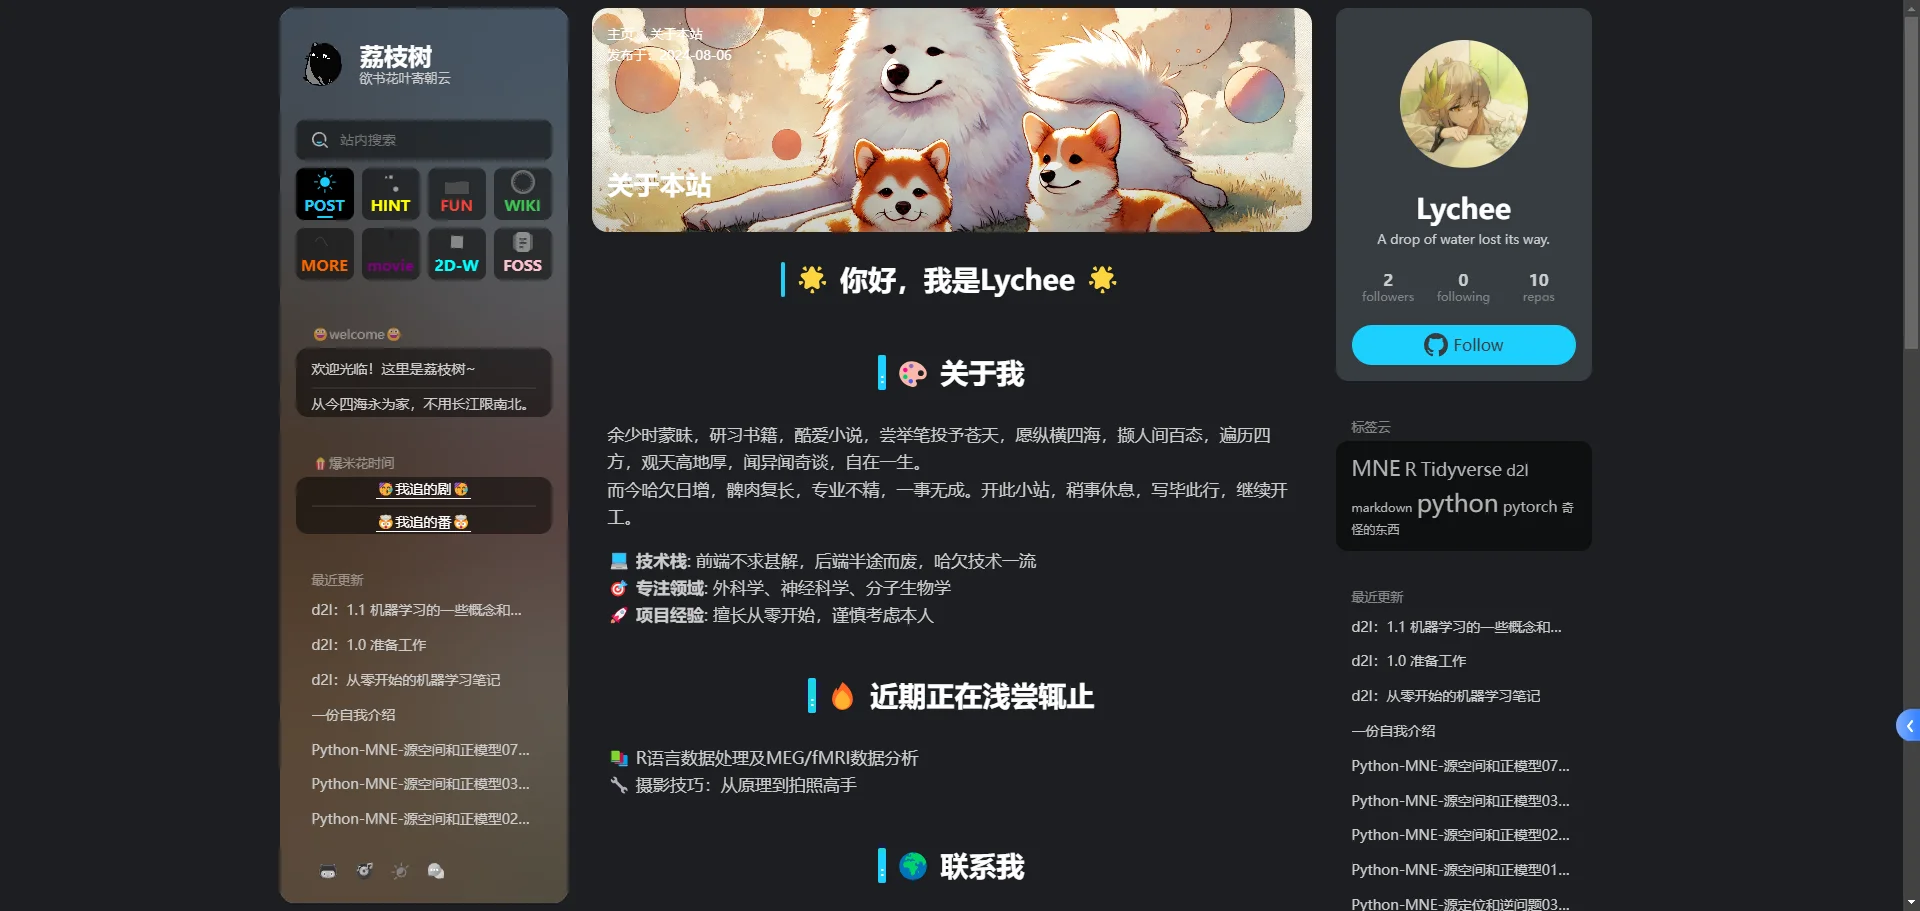 荔枝树
欲书花叶寄朝云
站内搜索
POST
HINT
FUN
WIKI
MORE
movie
2D-W
FOSS
welcome
欢迎光临！这里是荔枝树~
从今四海永为家，不用长江限南北。
爆米花时间
我追的剧
我追的番
最近更新
d2l：1.1 机器学习的一些概念和...
d2l：1.0 准备工作
d2l：从零开始的机器学习笔记
一份自我介绍
Python-MNE-源空间和正模型07...
Python-MNE-源空间和正模型03...
Python-MNE-源空间和正模型02...
主页 / 关于本站
发布于：2024-08-06
关于本站
🌟 你好，我是Lychee 🌟
🎨 关于我
余少时蒙昧，研习书籍，酷爱小说，尝举笔投予苍天，愿纵横四海，撷人间百态，遍历四
方，观天高地厚，闻异闻奇谈，自在一生。
而今哈欠日增，髀肉复长，专业不精，一事无成。开此小站，稍事休息，写毕此行，继续开
工。
💻 技术栈: 前端不求甚解，后端半途而废，哈欠技术一流
🎯 专注领域: 外科学、神经科学、分子生物学
🚀 项目经验: 擅长从零开始，谨慎考虑本人
🔥 近期正在浅尝辄止
R语言数据处理及MEG/fMRI数据分析
🔧 摄影技巧：从原理到拍照高手
🌍 联系我
Lychee
A drop of water lost its way.
2
followers
0
following
10
repos
Follow
标签云
MNE R Tidyverse d2l
markdown python pytorch 奇
怪的东西
最近更新
d2l：1.1 机器学习的一些概念和...
d2l：1.0 准备工作
d2l：从零开始的机器学习笔记
一份自我介绍
Python-MNE-源空间和正模型07...
Python-MNE-源空间和正模型03...
Python-MNE-源空间和正模型02...
Python-MNE-源空间和正模型01...
Python-MNE-源定位和逆问题03...